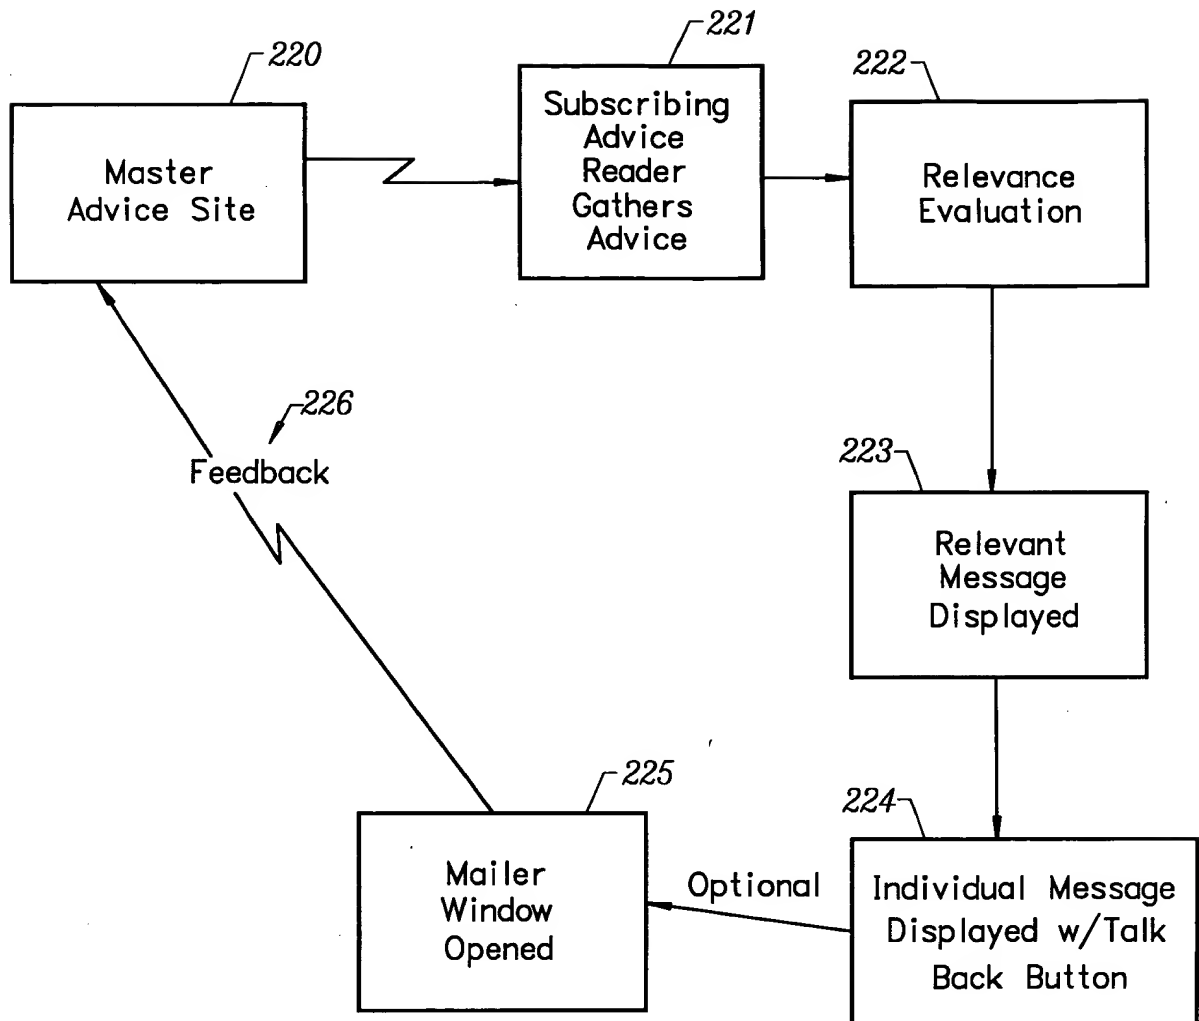 220
Master
Advice Site
221
Subscribing
Advice
Reader
Gathers
Advice
222
Relevance
Evaluation
223
Relevant
Message
Displayed
224
Individual Message
Displayed w/Talk
Back Button
Optional
225
Mailer
Window
Opened
226
Feedback